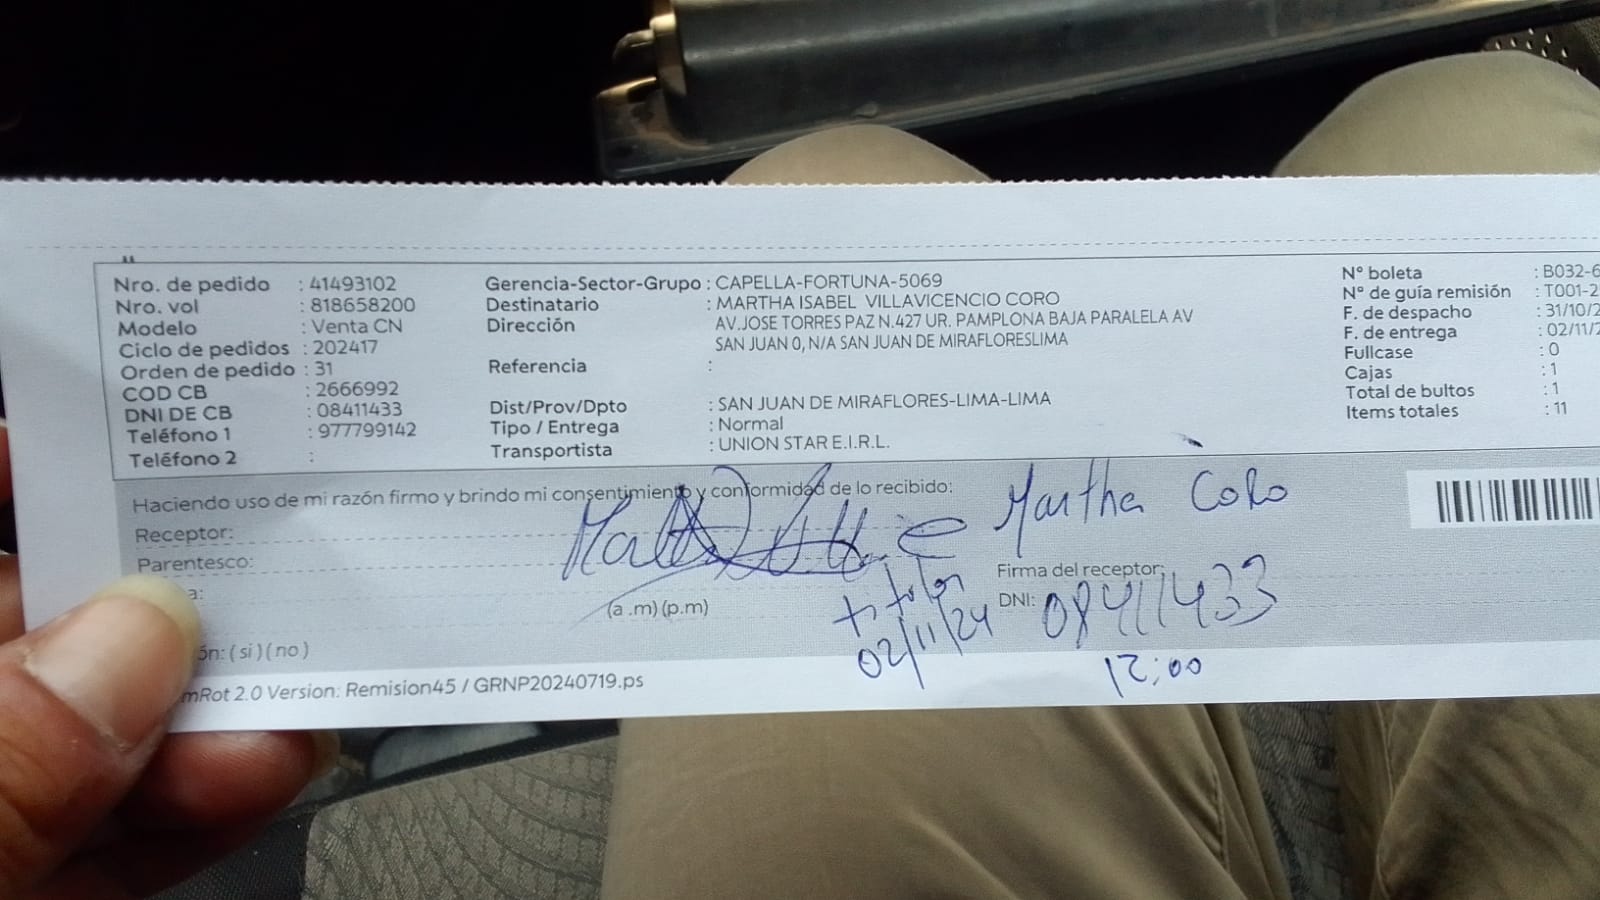 Nro. de pedido : 41493102 Gerencia-Sector-Grupo : CAPELLA-FORTUNA-5069 N° boleta : B032-6
Nro. vol : 818658200 Destinatario : MARTHA ISABEL VILLAVICENCIO CORO N° de guía remisión : T001-2
Modelo : Venta CN Dirección AV.JOSE TORRES PAZ N.427 UR. PAMPLONA BAJA PARALELA AV F. de despacho : 31/10/2
Ciclo de pedidos : 202417 SAN JUAN 0, N/A SAN JUAN DE MIRAFLORESLIMA F. de entrega : 02/11/2
Orden de pedido : 31 Referencia : Fullcase : 0
COD CB : 2666992 Cajas : 1
DNI DE CB : 08411433 Dist/Prov/Dpto : SAN JUAN DE MIRAFLORES-LIMA-LIMA Total de bultos : 1
Teléfono 1 : 977799142 Tipo / Entrega : Normal Items totales : 11
Teléfono 2 : Transportista : UNION STAR E.I.R.L.
Haciendo uso de mi razón firmo y brindo mi consentimiento y conformidad de lo recibido: Martha Coro
Receptor:
Parentesco: Firma del receptor:
a: (a .m) (p.m) titular DNI: 08411433
ón: ( si ) ( no ) 02/11/24 12:00
mRot 2.0 Version: Remision45 / GRNP20240719.ps